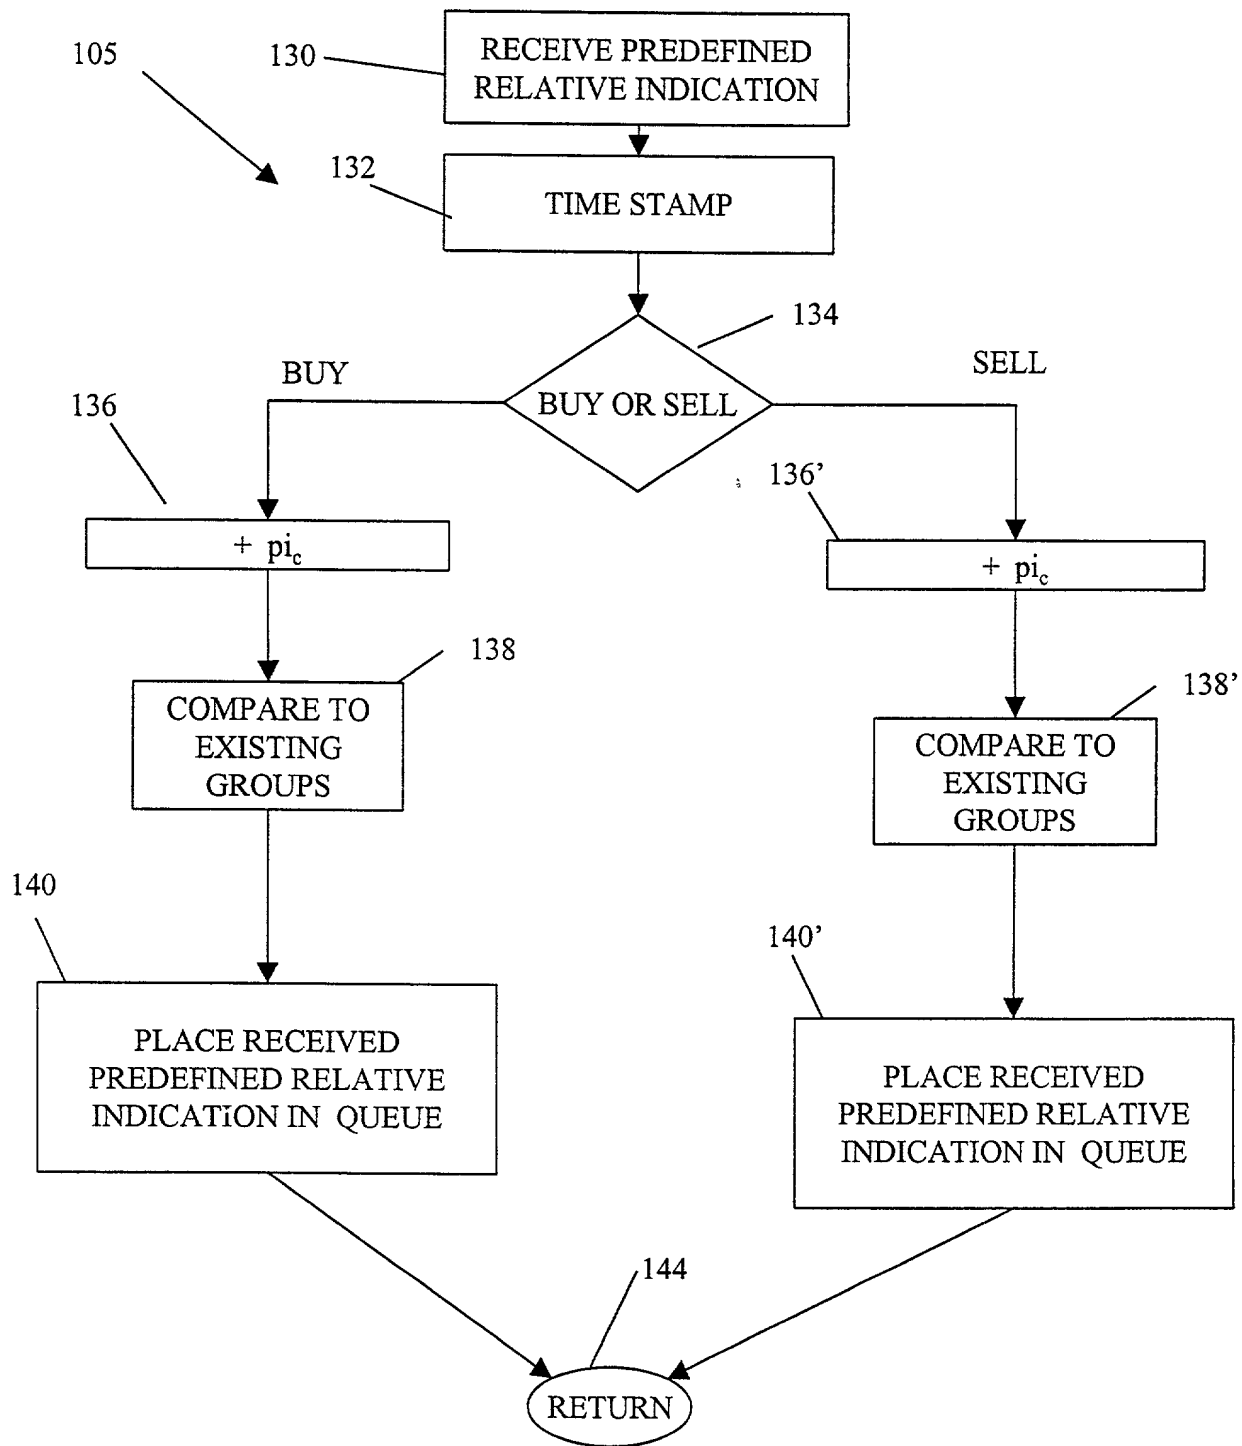 105
130
RECEIVE PREDEFINED
RELATIVE INDICATION
132
TIME STAMP
134
BUY OR SELL
BUY
SELL
136
+ pi_c
136’
+ pi_c
138
COMPARE TO
EXISTING
GROUPS
138’
COMPARE TO
EXISTING
GROUPS
140
PLACE RECEIVED
PREDEFINED RELATIVE
INDICATiON IN QUEUE
140’
PLACE RECEIVED
PREDEFINED RELATIVE
INDICATION IN QUEUE
144
RETURN